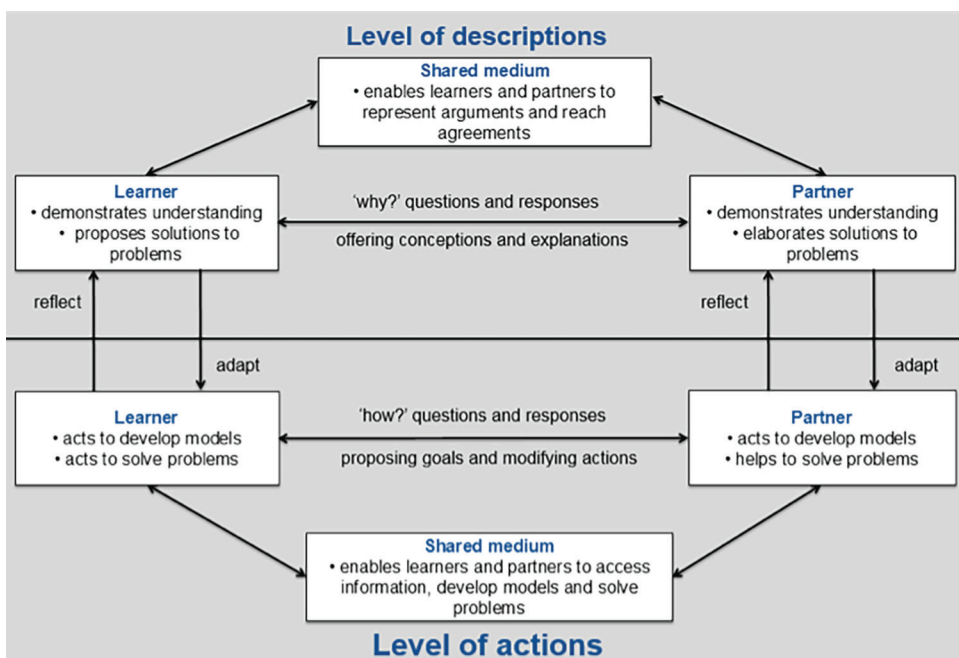 Level of descriptions
Shared medium
• enables learners and partners to
represent arguments and reach
agreements
Learner
• demonstrates understanding
• proposes solutions to
problems
'why?' questions and responses
offering conceptions and explanations
Partner
• demonstrates understanding
• elaborates solutions to
problems
reflect
adapt
reflect
adapt
Learner
• acts to develop models
• acts to solve problems
'how?' questions and responses
proposing goals and modifying actions
Partner
• acts to develop models
• helps to solve problems
Shared medium
• enables learners and partners to access
information, develop models and solve
problems
Level of actions